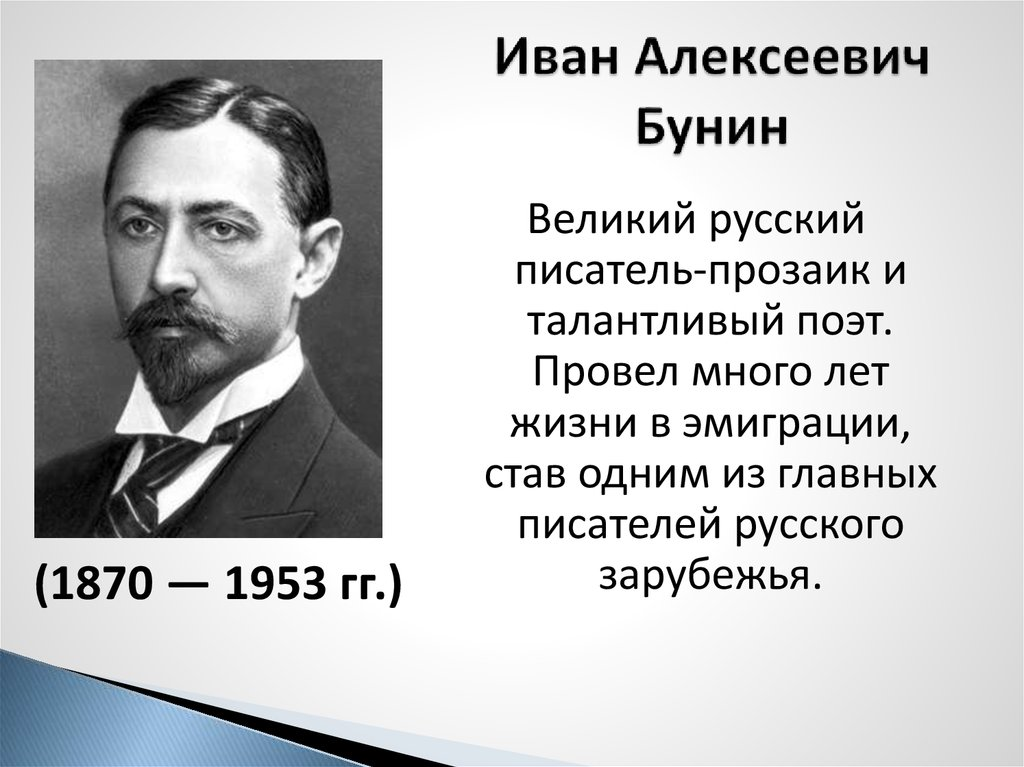 Иван Алексеевич
Бунин
Великий русский
писатель-прозаик и
талантливый поэт.
Провел много лет
жизни в эмиграции,
став одним из главных
писателей русского
зарубежья.
(1870 — 1953 гг.)